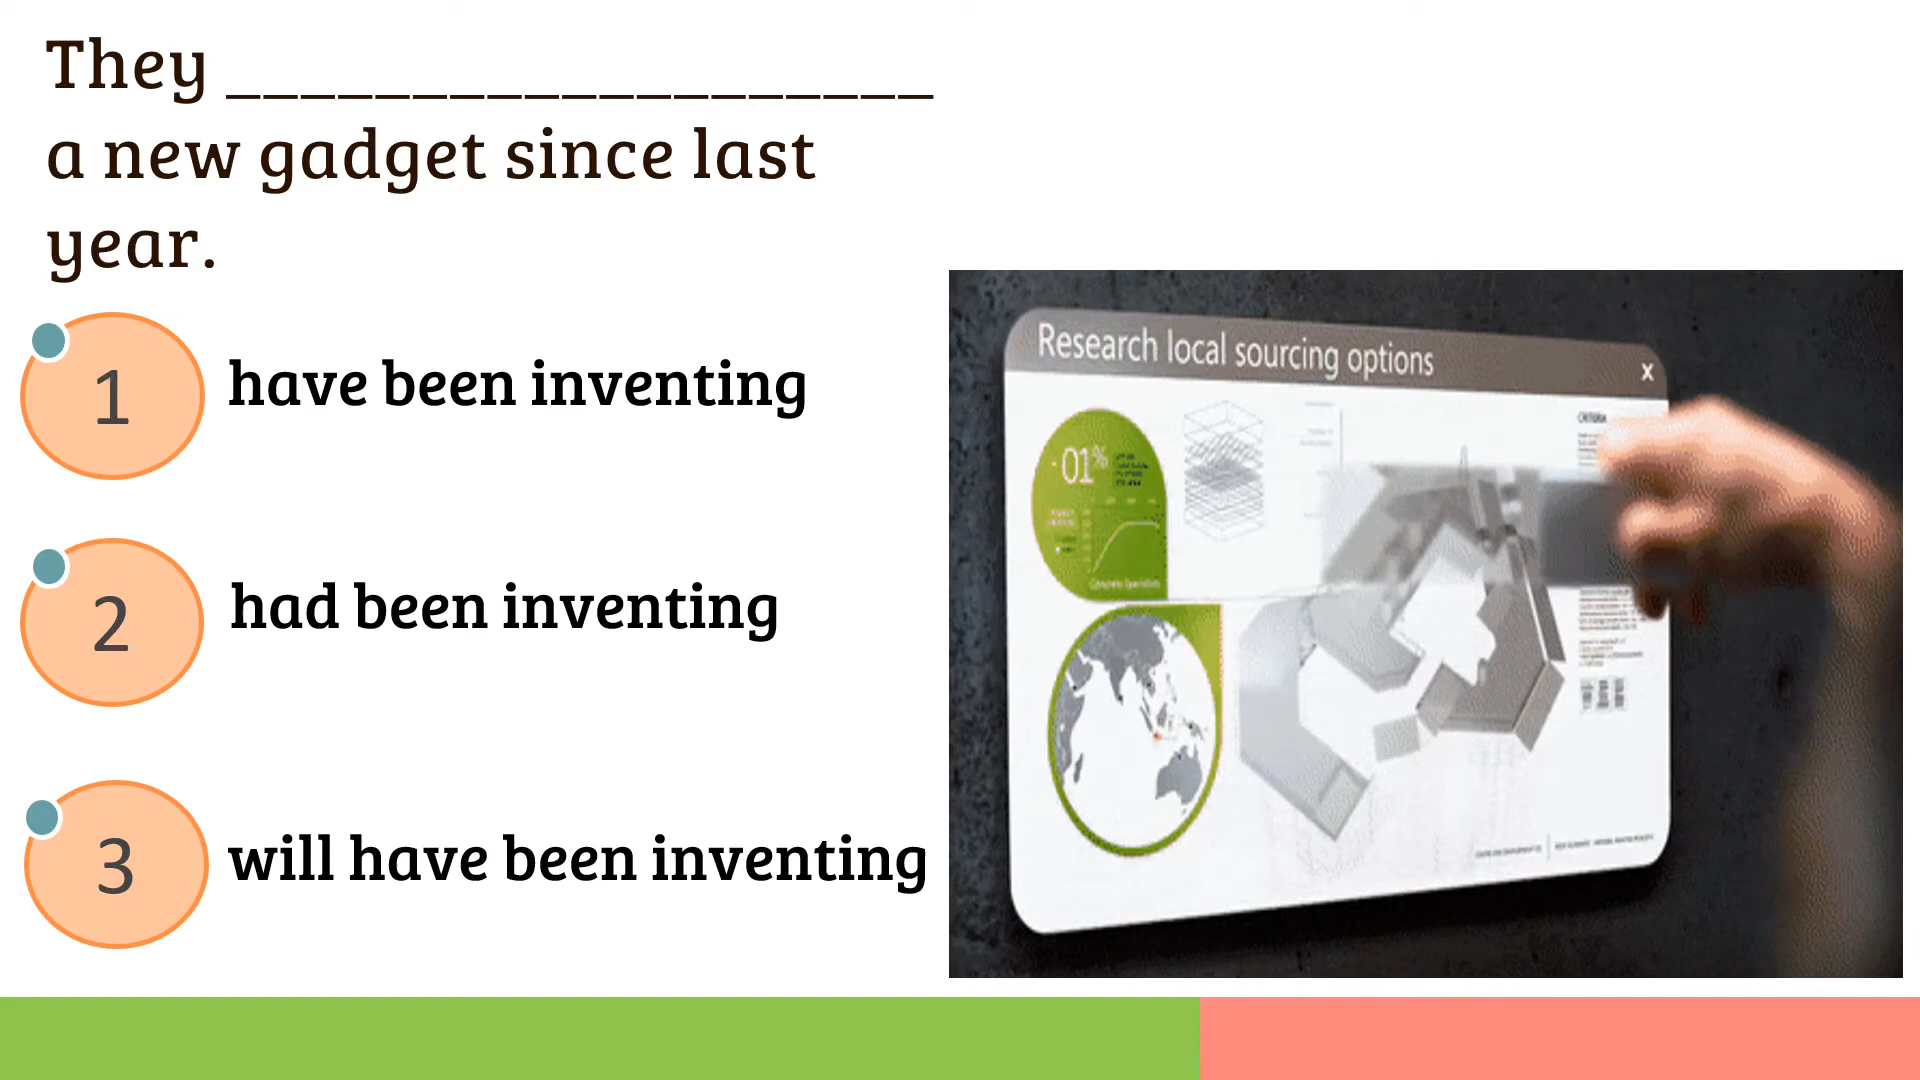 They ___________________
a new gadget since last
year.
1 have been inventing
2 had been inventing
3 will have been inventing
Research local sourcing options
x
- 01%